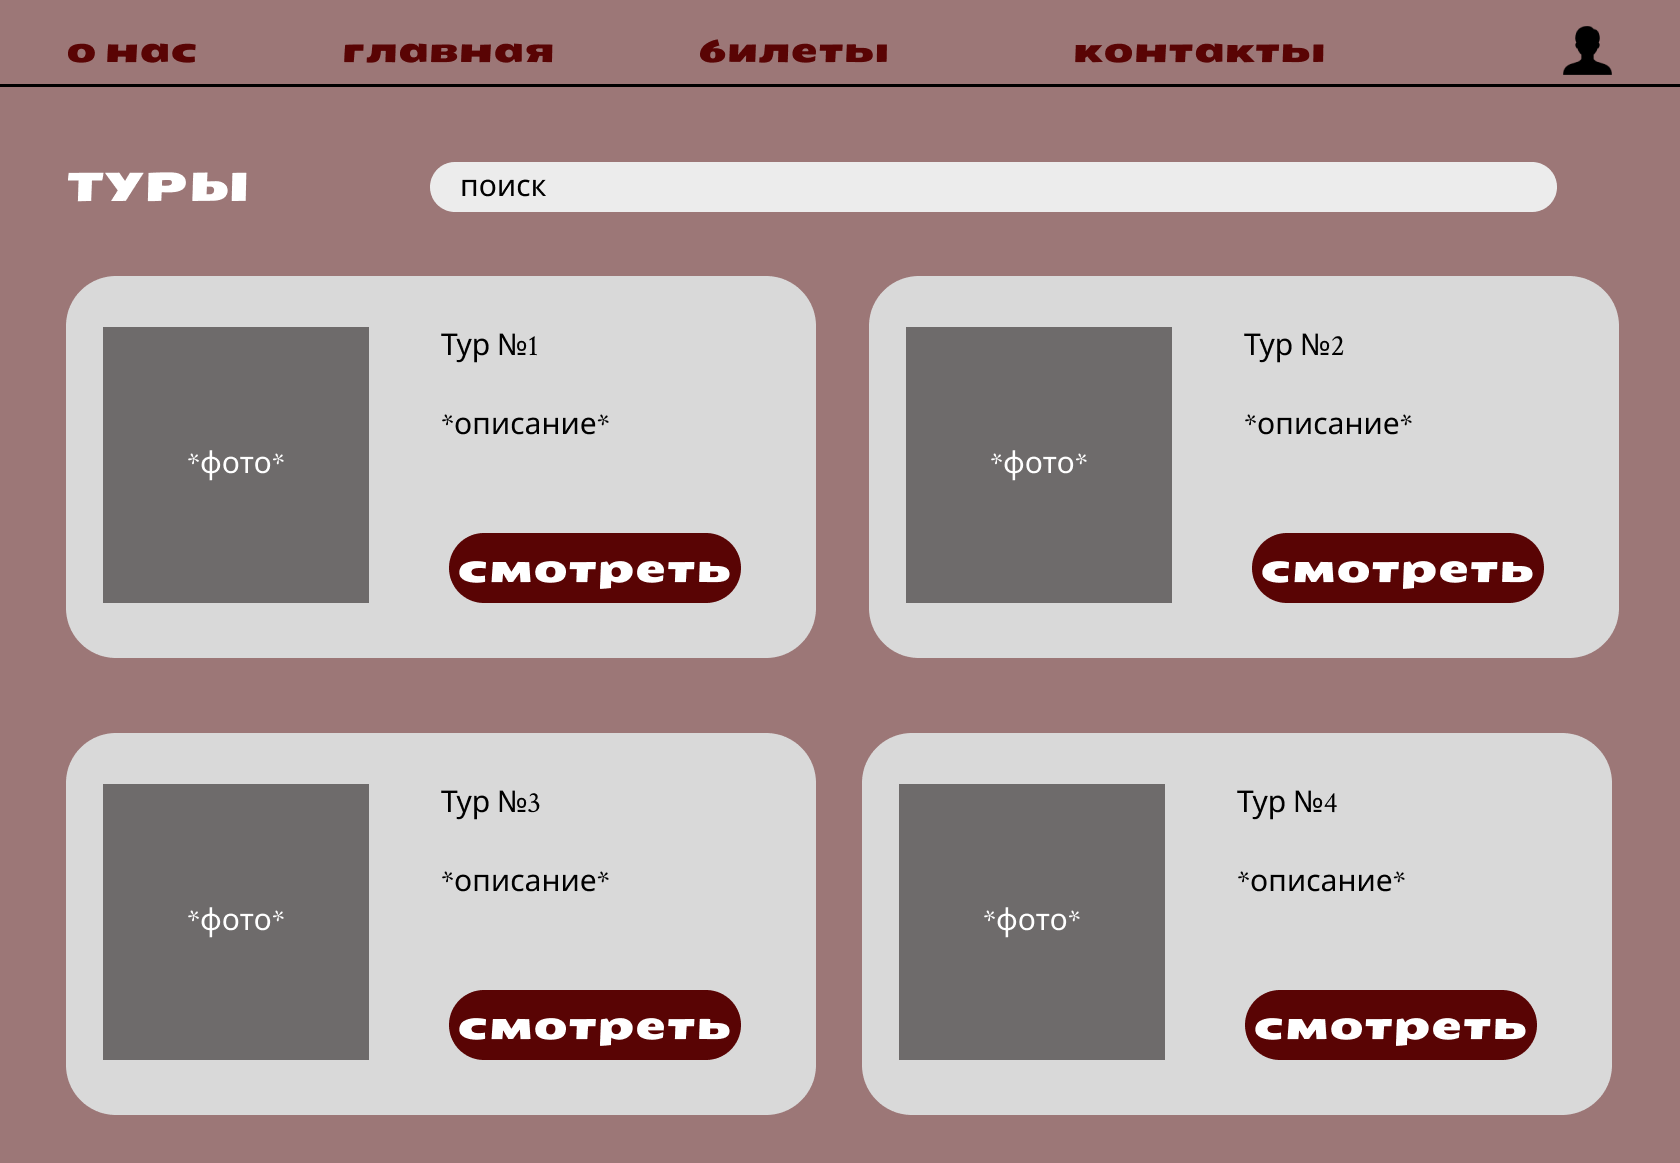 о нас главная билеты контакты
ТУРЫ
поиск
Тур №1
*описание*
*фото*
смотреть
Тур №2
*описание*
*фото*
смотреть
Тур №3
*описание*
*фото*
смотреть
Тур №4
*описание*
*фото*
смотреть